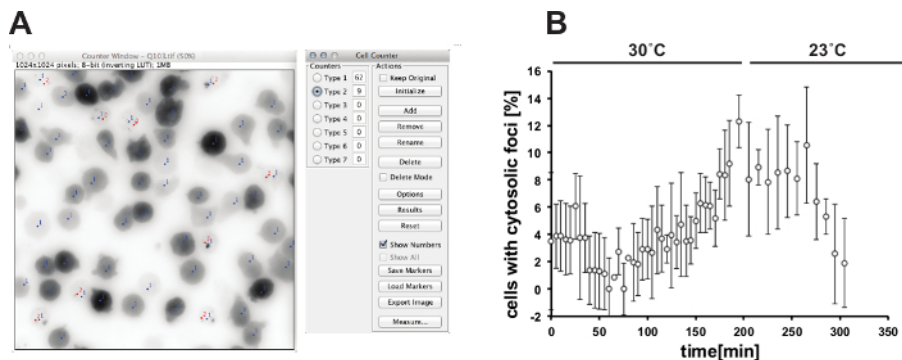 A
Counter Window – Q103.tif (50%)
1024x1024 pixels; 8-bit (inverting LUT); 1MB
Cell Counter
Counters
Type 1 62
Type 2 9
Type 3 0
Type 4 0
Type 5 0
Type 6 0
Type 7 0
Actions
Keep Original
Initialize
Add
Remove
Rename
Delete
Delete Mode
Options
Results
Reset
Show Numbers
Show All
Save Markers
Load Markers
Export Image
Measure...
B
30˚C
23˚C
cells with cytosolic foci [%]
16
14
12
10
8
6
4
2
0
-2
0 50 100 150 200 250 300 350
time[min]